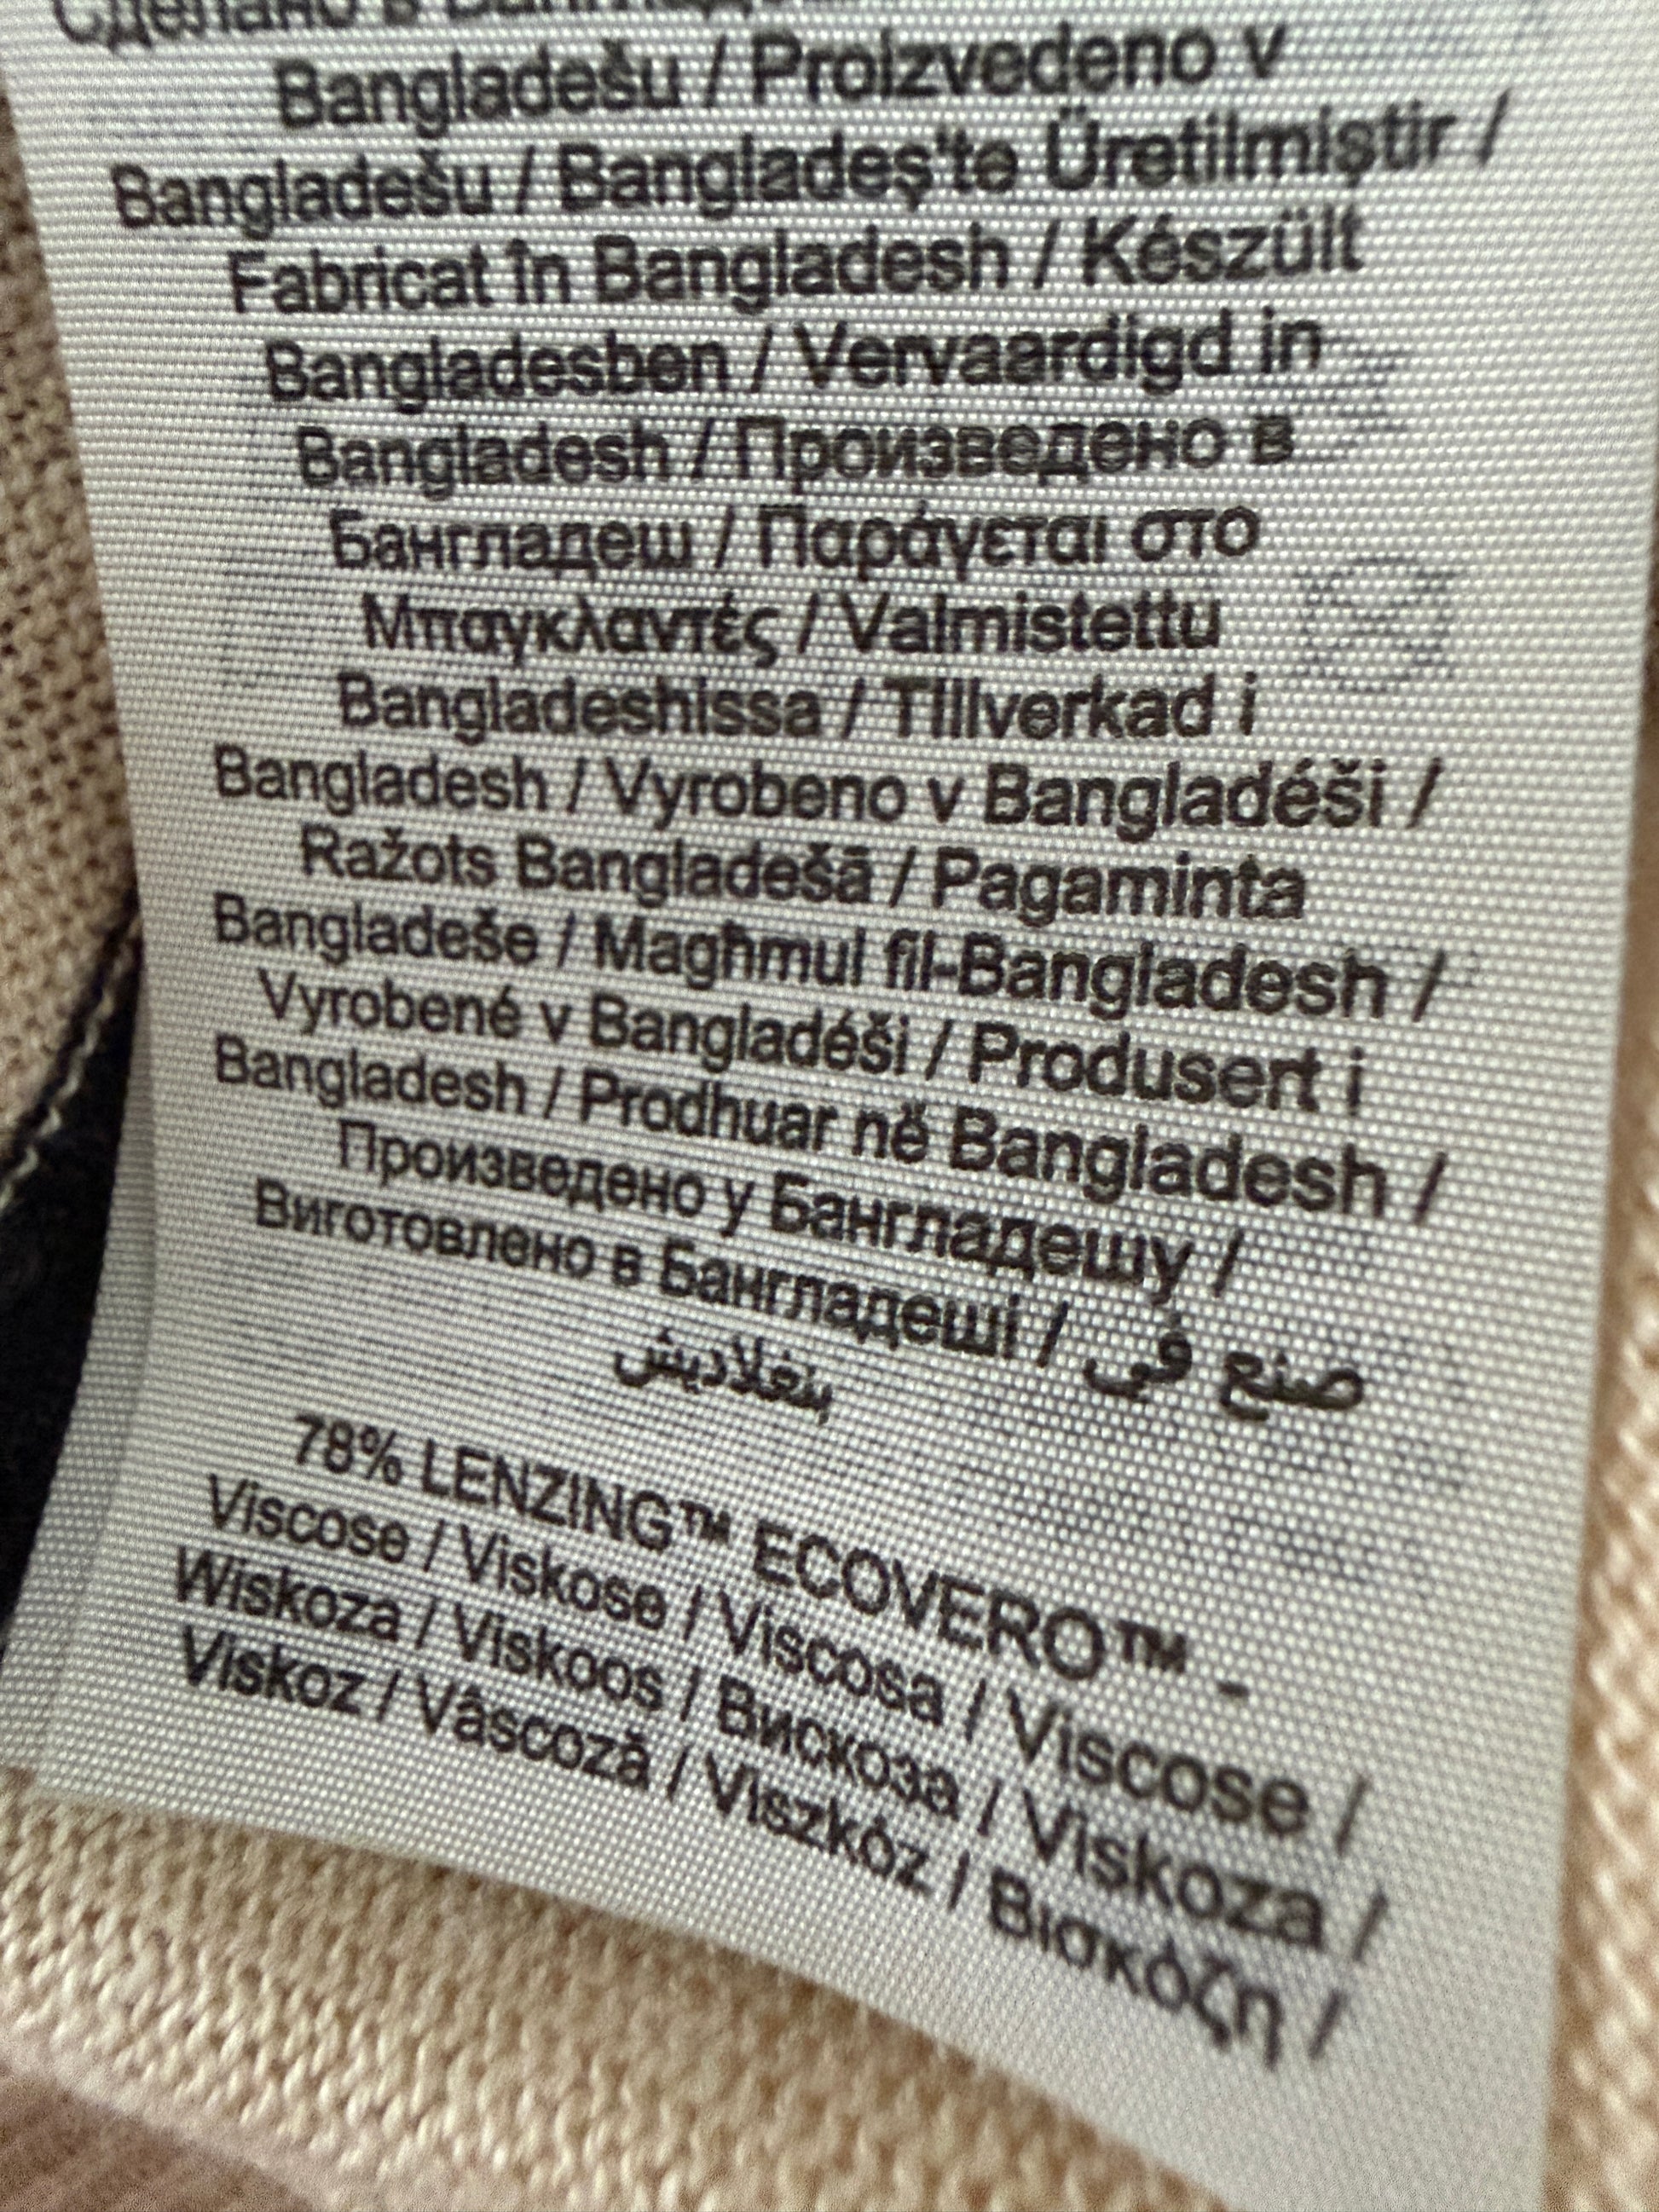 Сделано в
Bangladešu / Proizvedeno v
Bangladešu / Bangladeş'te Üretilmiştir /
Fabricat în Bangladesh / Készült
Bangladesben / Vervaardigd in
Bangladesh / Произведено в
Бангладеш / Παράγεται στο
Μπαγκλαντές / Valmistettu
Bangladeshissa / Tillverkad i
Bangladesh / Vyrobeno v Bangladéši /
Ražots Bangladešā / Pagaminta
Bangladeše / Magħmul fil-Bangladesh /
Vyrobené v Bangladéši / Produsert i
Bangladesh / Prodhuar në Bangladesh /
Произведено у Бангладешу /
Виготовлено в Бангладеші / صنع في
بنغلاديش
78% LENZING™ ECOVERO™ -
Viscose / Viskose / Viscosa / Viscose /
Wiskoza / Viskoos / Вискоза / Viskoza /
Viskoz / Vâscoză / Viszkóz / Βισκόζη /